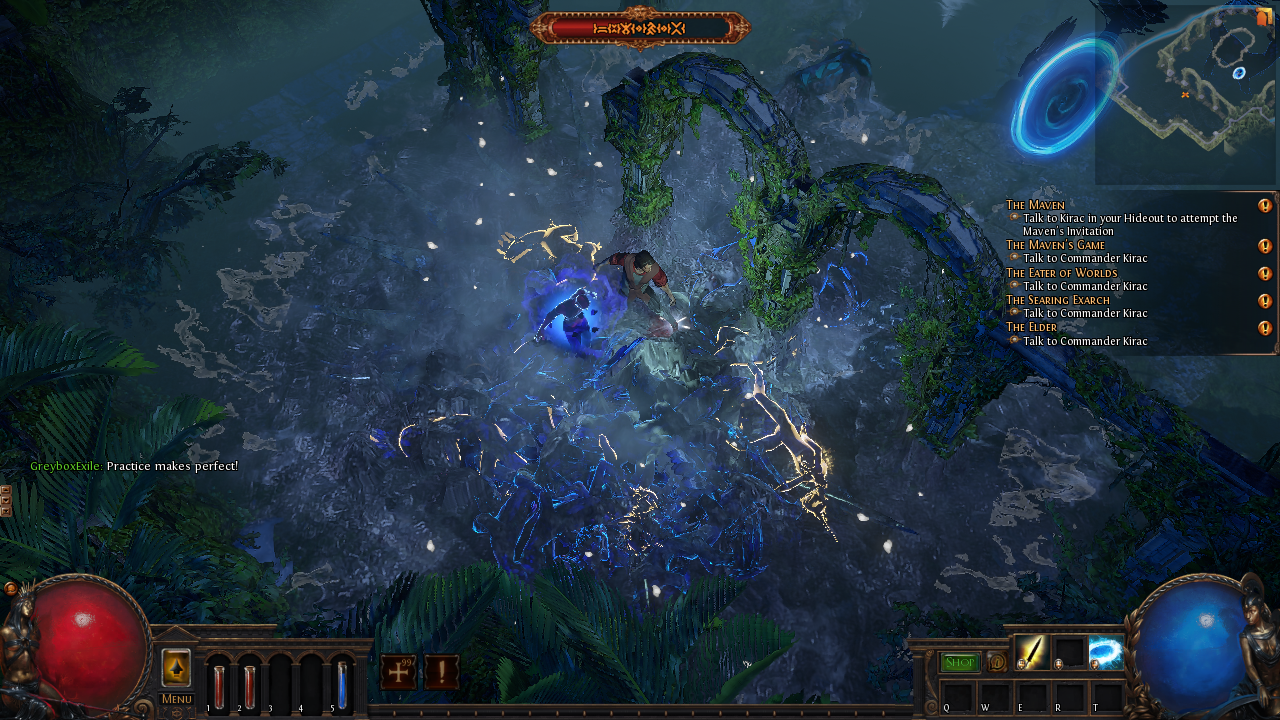 The Maven
Talk to Kirac in your Hideout to attempt the
Maven's Invitation
The Maven's Game
Talk to Commander Kirac
The Eater of Worlds
Talk to Commander Kirac
The Searing Exarch
Talk to Commander Kirac
The Elder
Talk to Commander Kirac
GreyboxExile: Practice makes perfect!
Menu
1 2 3 4 5
99
Shop
Q W E R T